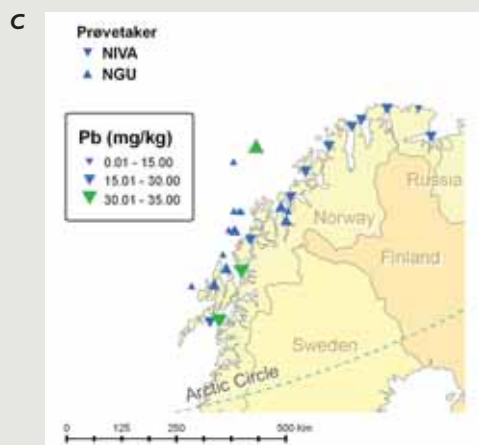 C
Prøvetaker
NIVA
NGU
Pb (mg/kg)
0.01 - 15.00
15.01 - 30.00
30.01 - 35.00
Russia
Norway
Finland
Sweden
Arctic Circle
0 125 250 500 Km